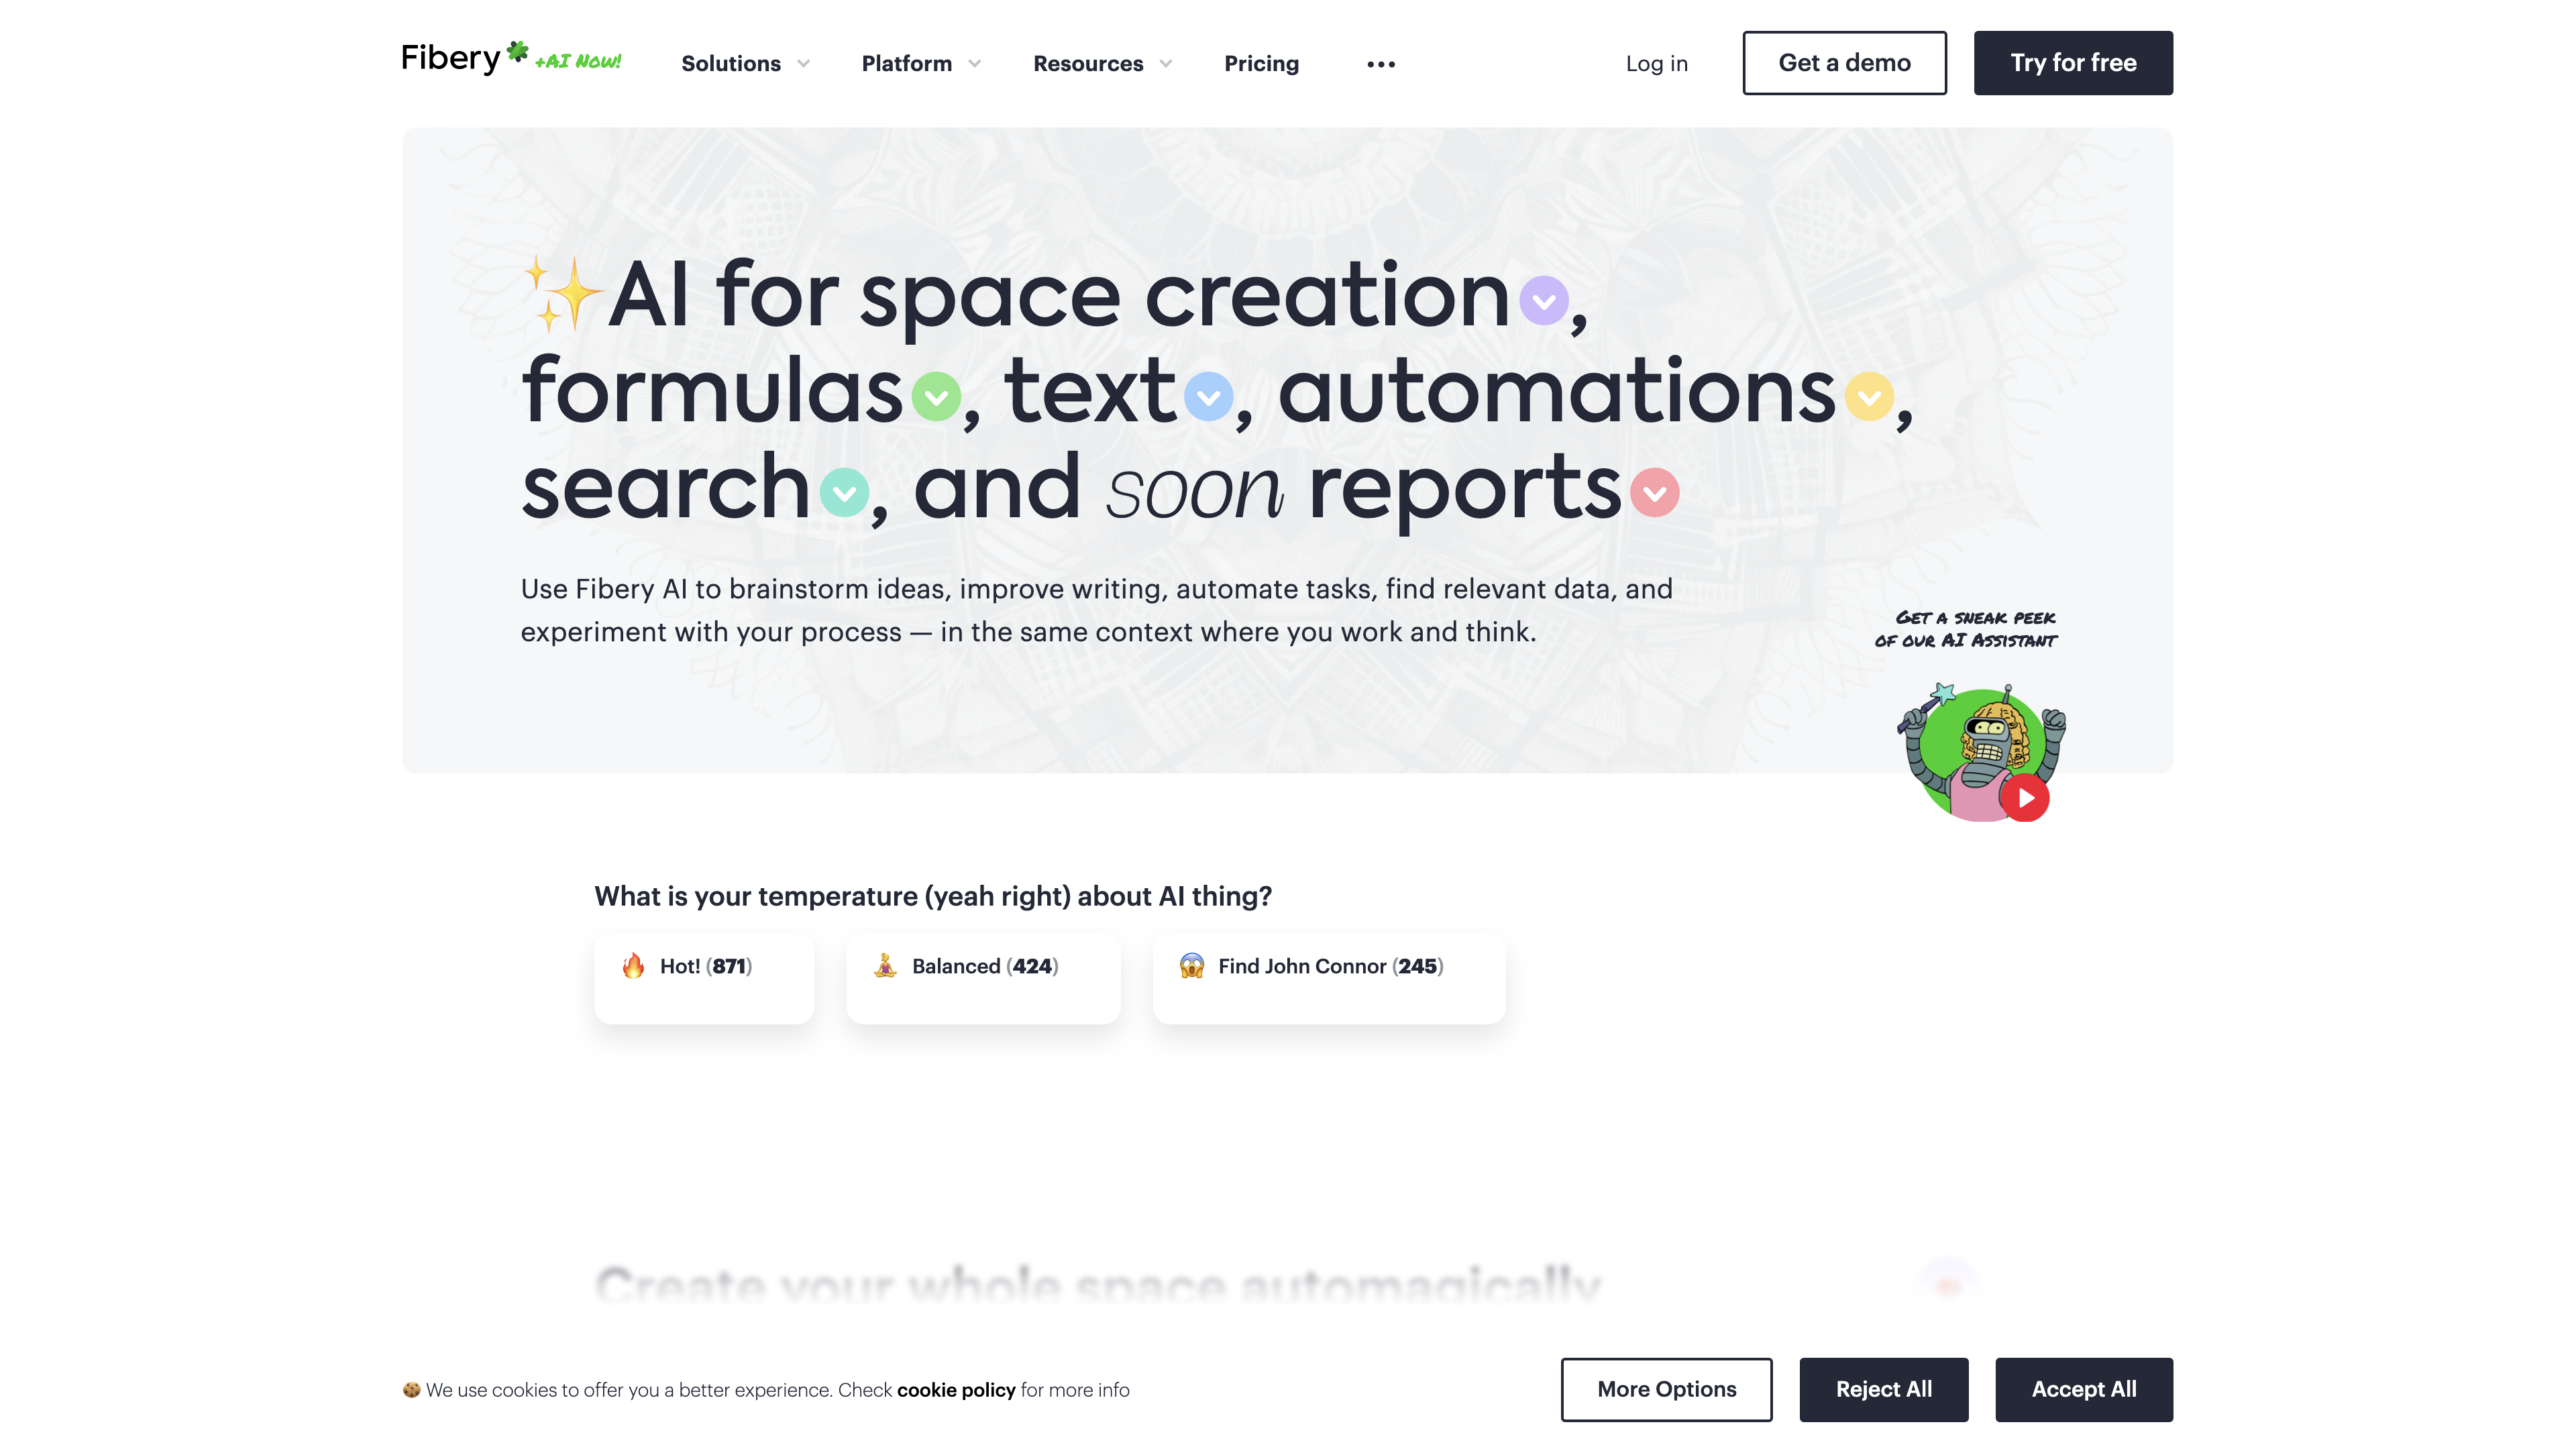 Fibery +AI Now!
Solutions
Platform
Resources
Pricing
Log in
Get a demo
Try for free
✨AI for space creation,
formulas, text, automations,
search, and soon reports
Use Fibery AI to brainstorm ideas, improve writing, automate tasks, find relevant data, and
experiment with your process — in the same context where you work and think.
Get a sneak peek
of our AI Assistant
What is your temperature (yeah right) about AI thing?
🔥 Hot! (871)
🧘 Balanced (424)
😱 Find John Connor (245)
Create your whole space automagically
🍪 We use cookies to offer you a better experience. Check cookie policy for more info
More Options
Reject All
Accept All